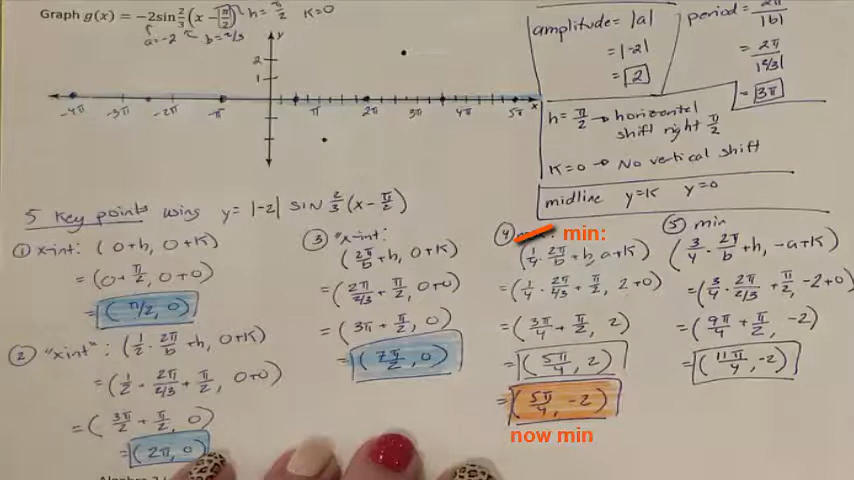 Graph g(x) = -2sin 2/3 (x - π/2) h = π/2 K=0
a=-2 b=2/3
y
2
1
-4π -3π -2π -π π 2π 4π 5π x
amplitude = |a|
= |-2|
= 2
period = 2π/|b|
= 2π/|2/3|
= 3π
h = π/2 → horizontal
shift right π/2
K=0 → No vertical shift
midline y=K y=0
5 Key points using y = |-2| SIN 2/3 (x - π/2)
① x-int: (0+h, 0+K)
= (0+ π/2, 0+0)
= (π/2, 0)
② "x int": (1/2 · 2π/b +h, 0+K)
= (1/2 · 2π/2/3 + π/2, 0+0)
= (3π/2 + π/2, 0)
= (2π, 0)
③ "x-int:
(2π/b +h, 0+K)
= (2π/2/3 + π/2, 0+0)
= (3π + π/2, 0)
= (7π/2, 0)
④ min:
(1/4 · 2π/b + h, a+K)
= (1/4 · 2π/2/3 + π/2, 2+0)
= (3π/4 + π/2, 2)
= (5π/4, 2)
= (5π/4, -2)
now min
⑤ min
(3/4 · 2π/b + h, -a+K)
= (3/4 · 2π/2/3 + π/2, -2+0)
= (9π/4 + π/2, -2)
= (11π/4, -2)